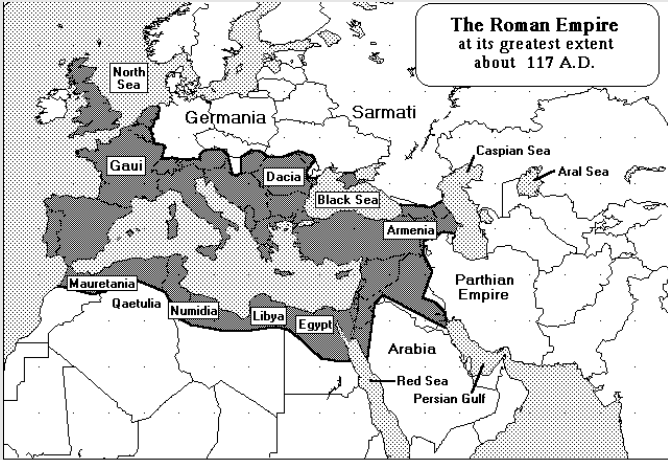 The Roman Empire
at its greatest extent
about 117 A.D.
North
Sea
Germania
Sarmati
Caspian Sea
Aral Sea
Gaui
Dacia
Black Sea
Armenia
Parthian
Empire
Mauretania
Qaetulia
Numidia
Libya
Egypt
Arabia
Red Sea
Persian Gulf